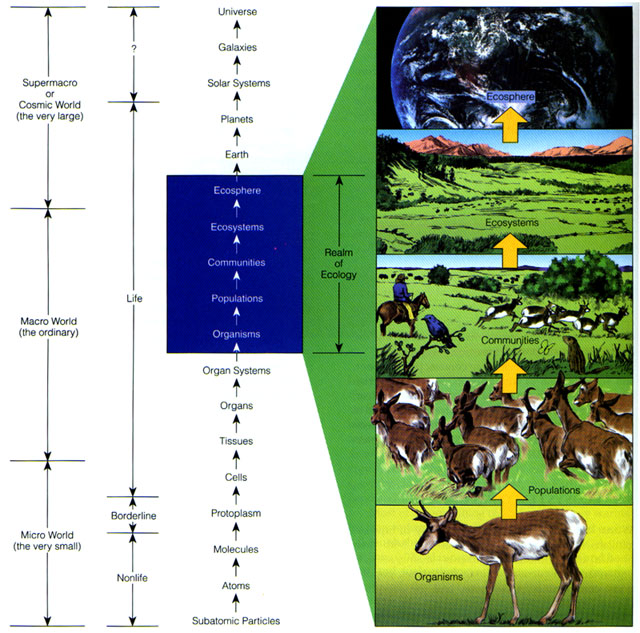 Supermacro
or
Cosmic World
(the very large)
Macro World
(the ordinary)
Micro World
(the very small)
?
Life
Borderline
Nonlife
Universe
Galaxies
Solar Systems
Planets
Earth
Ecosphere
Ecosystems
Communities
Populations
Organisms
Organ Systems
Organs
Tissues
Cells
Protoplasm
Molecules
Atoms
Subatomic Particles
Realm
of
Ecology
Ecosphere
Ecosystems
Communities
Populations
Organisms